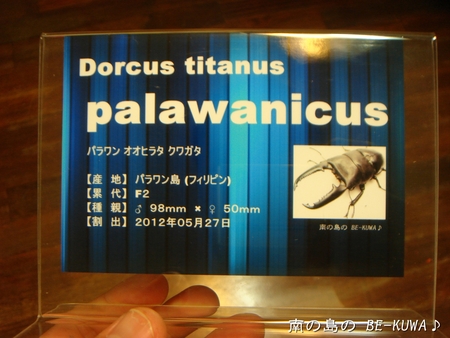 Dorcus titanus
palawanicus
パラワン オオヒラタ クワガタ
【産 地】 パラワン島 (フィリピン)
【累 代】 F2
【種 親】 ♂ 98mm × ♀ 50mm
【割 出】 2012年05月27日
南の島の BE-KUWA♪
南の島の BE-KUWA♪